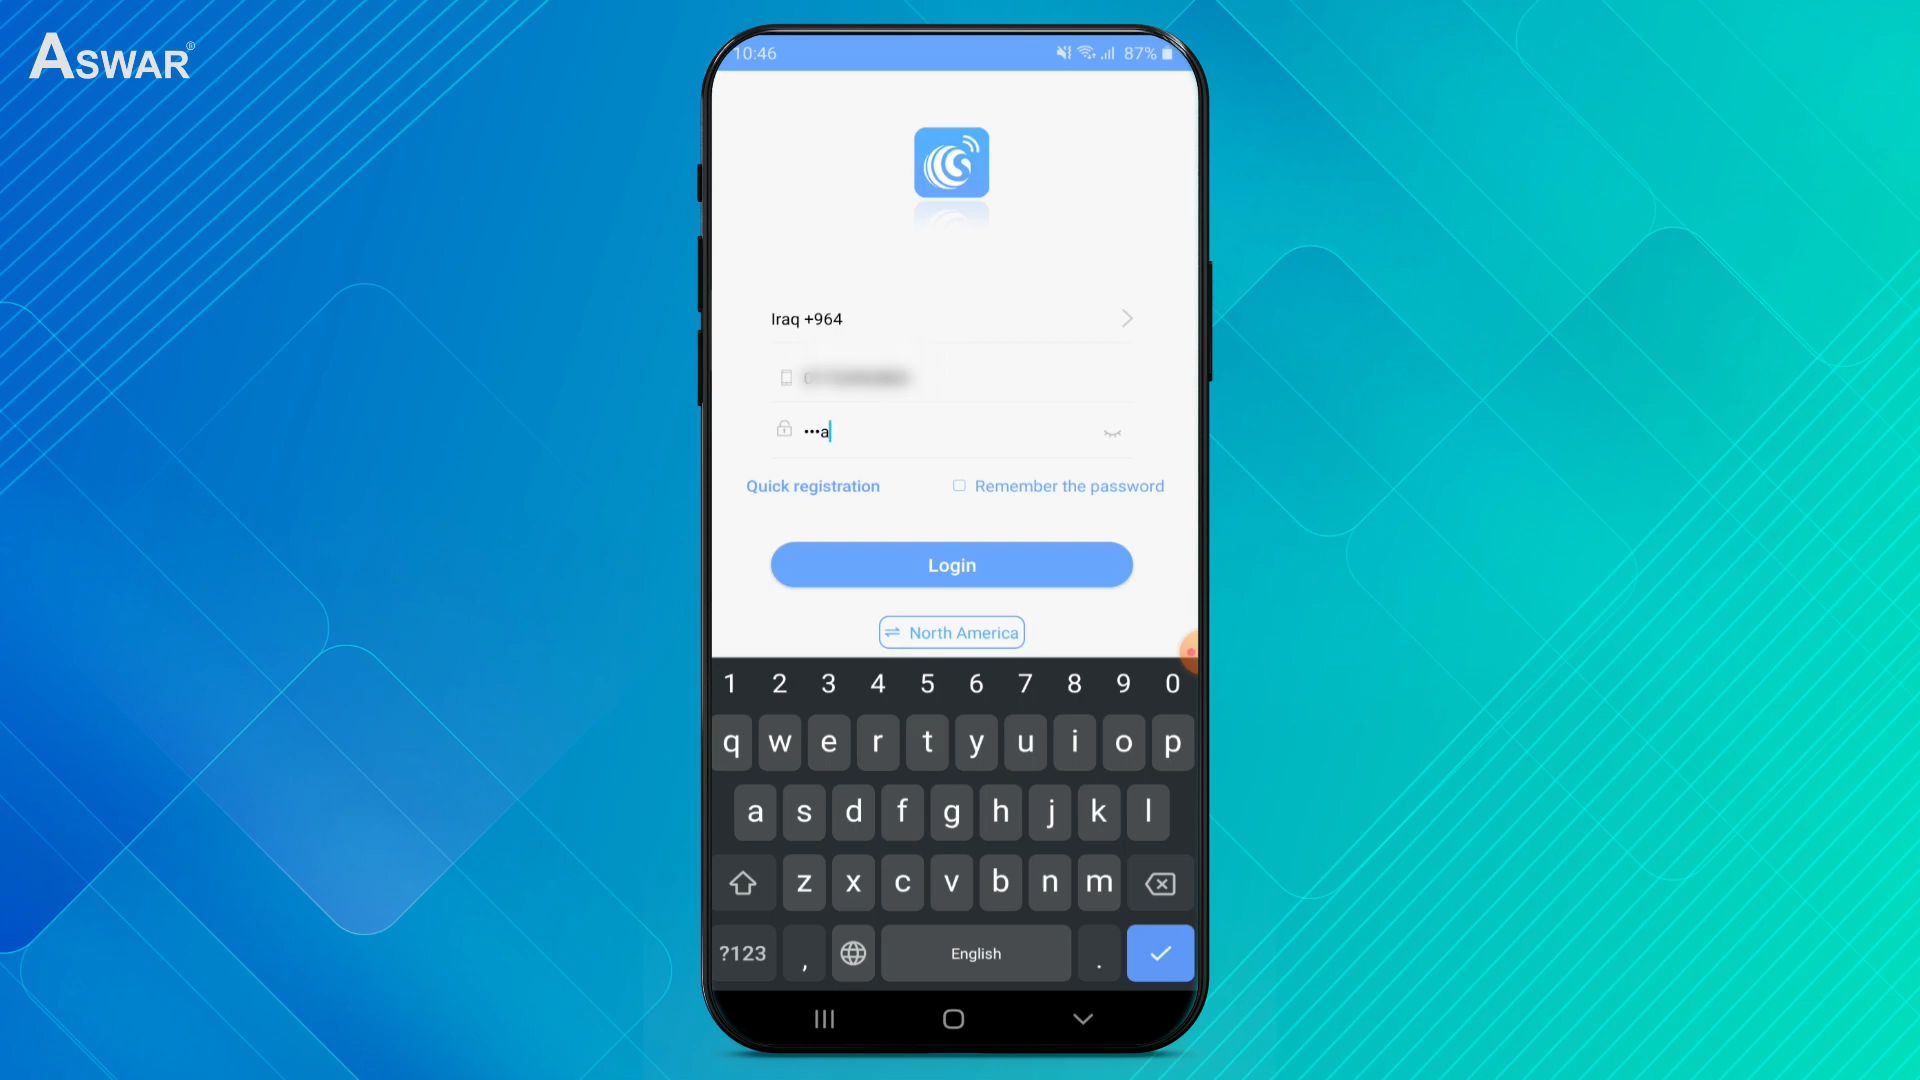 ASWAR®
10:46
87%
Iraq +964
•••a
Quick registration
Remember the password
Login
North America
1 2 3 4 5 6 7 8 9 0
q w e r t y u i o p
a s d f g h j k l
z x c v b n m
?123 , English .